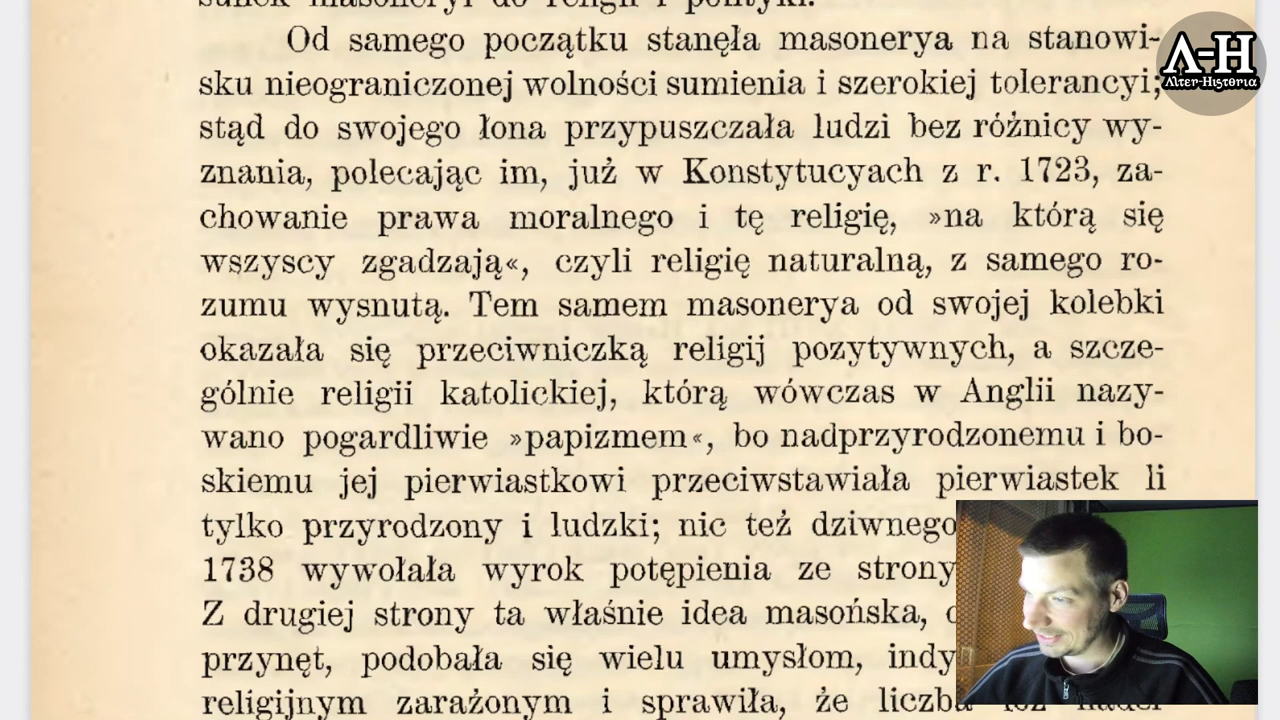 sunek masoneryi do religii i polityki.
Od samego początku stanęła masonerya na stanowi-
sku nieograniczonej wolności sumienia i szerokiej tolerancyi;
stąd do swojego łona przypuszczała ludzi bez różnicy wy-
znania, polecając im, już w Konstytucyach z r. 1723, za-
chowanie prawa moralnego i tę religię, »na którą się
wszyscy zgadzają«, czyli religię naturalną, z samego ro-
zumu wysnutą. Tem samem masonerya od swojej kolebki
okazała się przeciwniczką religij pozytywnych, a szcze-
gólnie religii katolickiej, którą wówczas w Anglii nazy-
wano pogardliwie »papizmem«, bo nadprzyrodzonemu i bo-
skiemu jej pierwiastkowi przeciwstawiała pierwiastek li
tylko przyrodzony i ludzki; nic też dziwnego
1738 wywołała wyrok potępienia ze strony
Z drugiej strony ta właśnie idea masońska,
przynęt, podobała się wielu umysłom,
religijnym zarażonym i sprawiła, że liczba
A-H
Alter-Historia